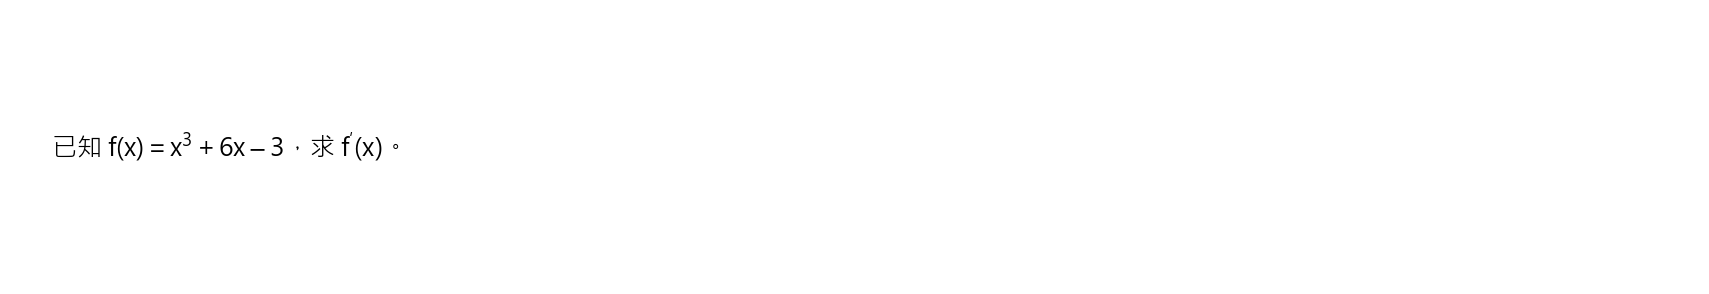 已知 f(x) = x³ + 6x – 3，求 f′(x)。